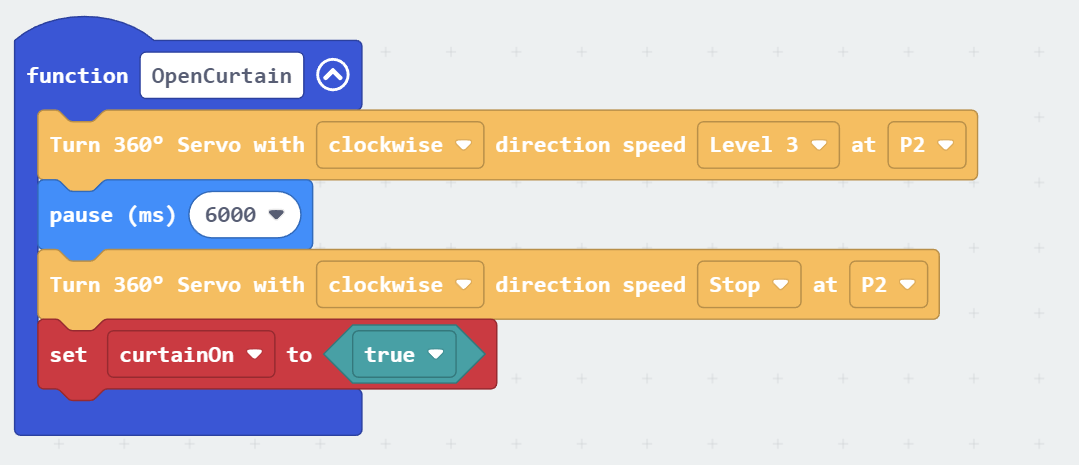 function OpenCurtain
Turn 360° Servo with clockwise direction speed Level 3 at P2
pause (ms) 6000
Turn 360° Servo with clockwise direction speed Stop at P2
set curtainOn to true